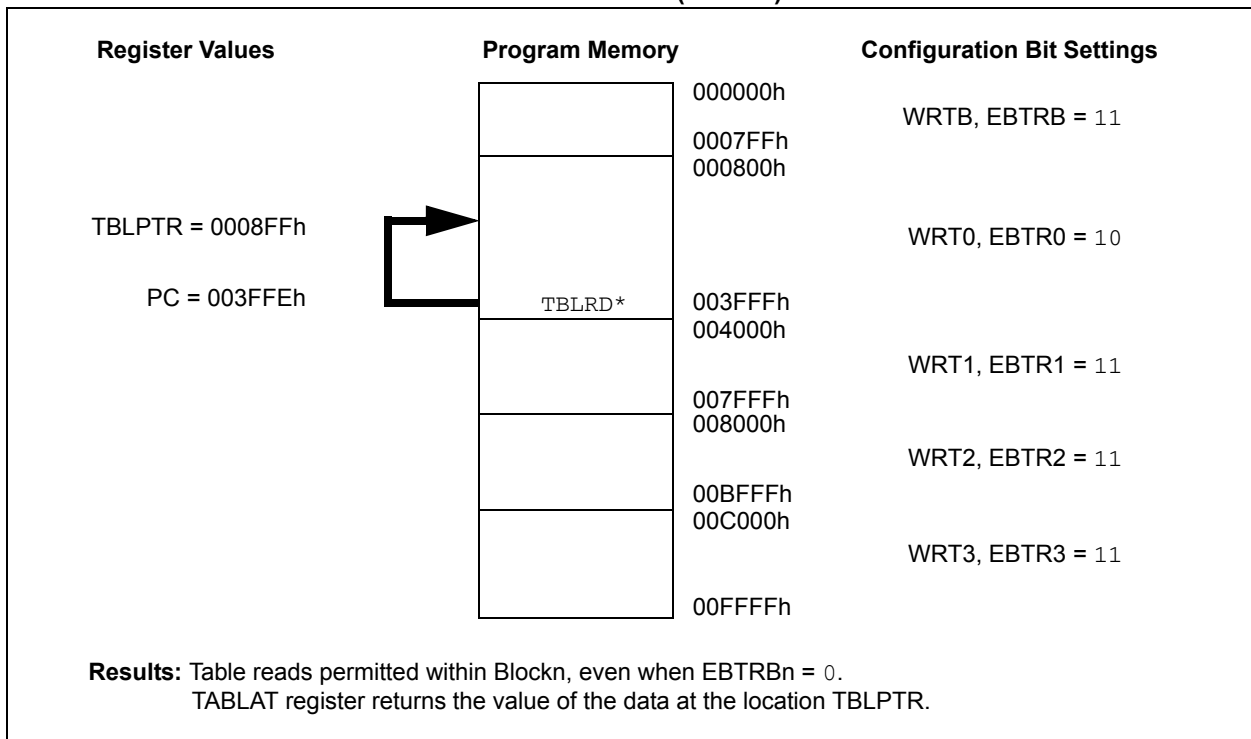 Register Values Program Memory Configuration Bit Settings
000000h
WRTB, EBTRB = 11
0007FFh
000800h
TBLPTR = 0008FFh
WRT0, EBTR0 = 10
PC = 003FFEh
TBLRD*
003FFFh
004000h
WRT1, EBTR1 = 11
007FFFh
008000h
WRT2, EBTR2 = 11
00BFFFh
00C000h
WRT3, EBTR3 = 11
00FFFFh
Results: Table reads permitted within Blockn, even when EBTRBn = 0.
TABLAT register returns the value of the data at the location TBLPTR.